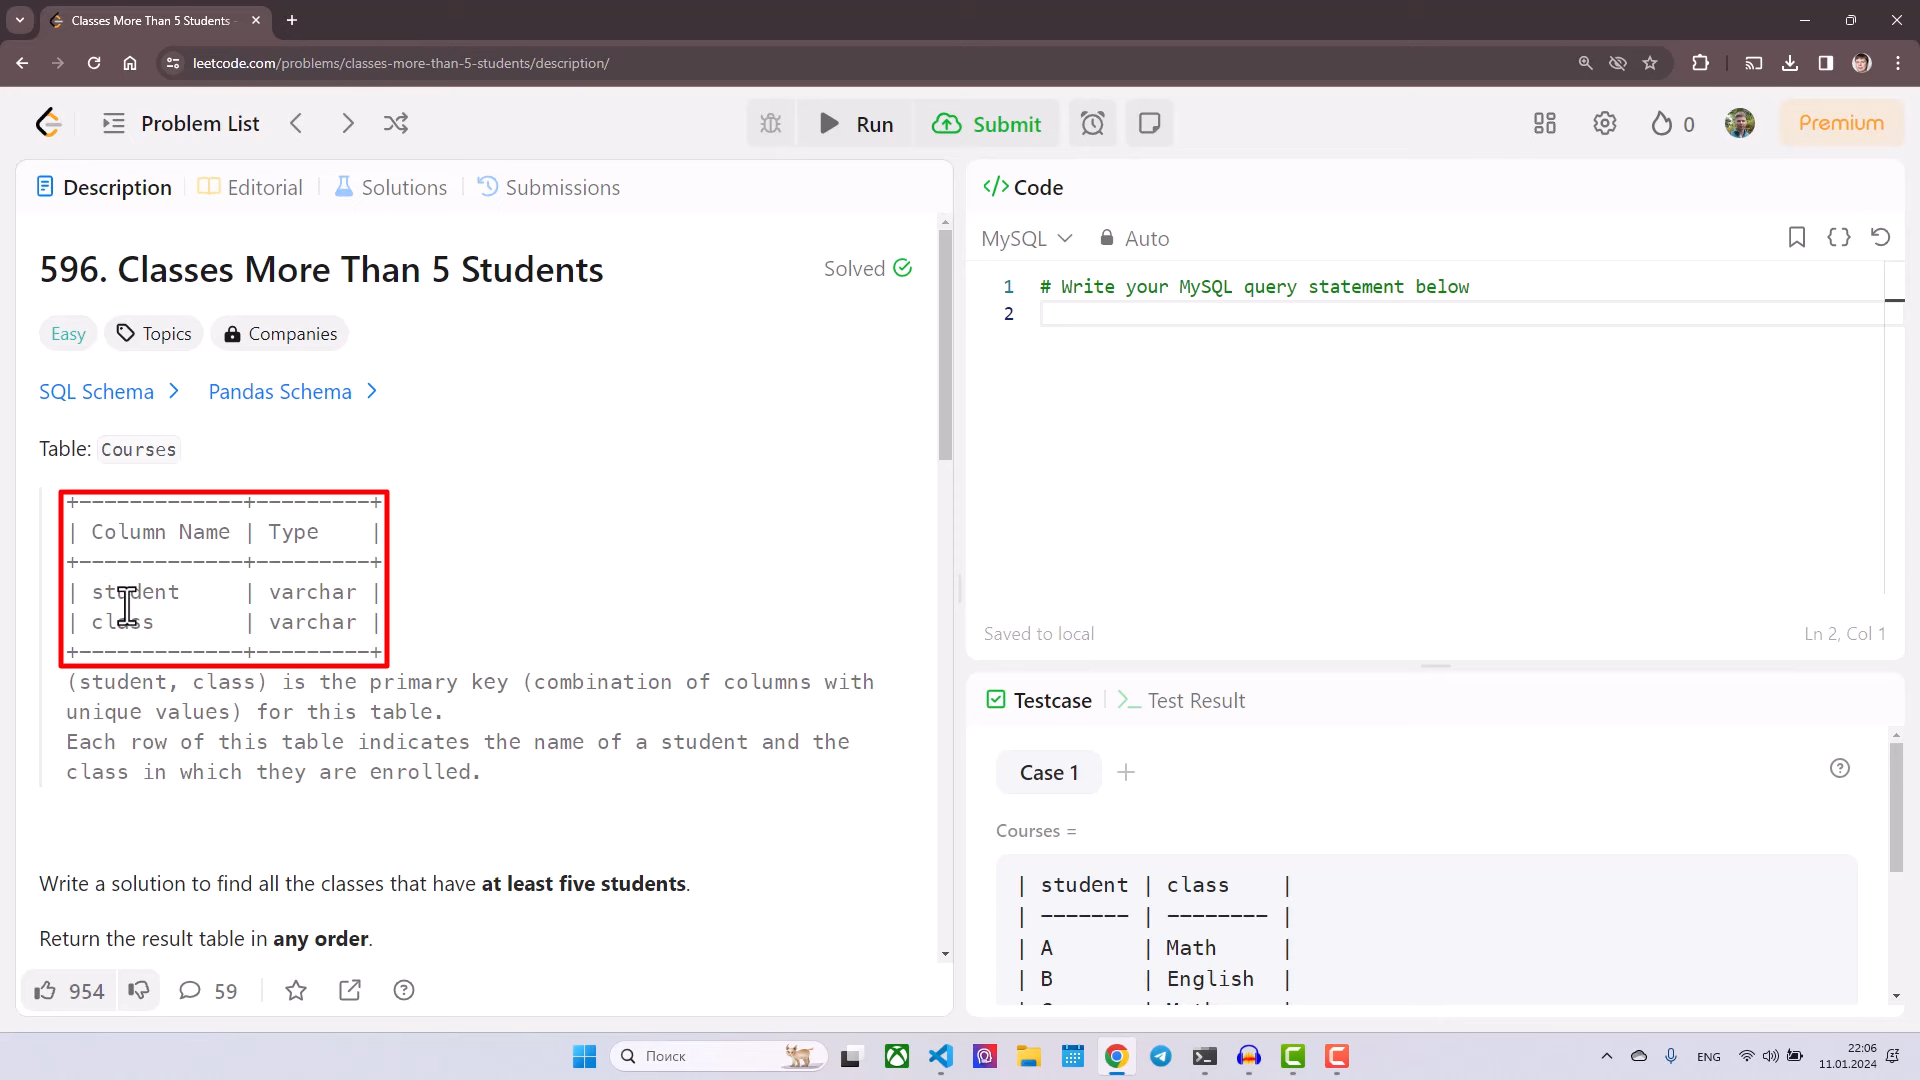 Classes More Than 5 Students -
leetcode.com/problems/classes-more-than-5-students/description/
Problem List
Run
Submit
0
Premium
Description
Editorial
Solutions
Submissions
</> Code
MySQL
Auto
596. Classes More Than 5 Students
Solved
1 # Write your MySQL query statement below
2
Easy
Topics
Companies
SQL Schema
Pandas Schema
Table: Courses
+-------------+---------+
| Column Name | Type    |
+-------------+---------+
| student     | varchar |
| class       | varchar |
+-------------+---------+
(student, class) is the primary key (combination of columns with
unique values) for this table.
Each row of this table indicates the name of a student and the
class in which they are enrolled.
Write a solution to find all the classes that have at least five students.
Return the result table in any order.
954
59
Saved to local
Ln 2, Col 1
Testcase
Test Result
Case 1
Courses =
| student | class    |
| ------- | -------- |
| A       | Math     |
| B       | English  |
Поиск
ENG
22:06
11.01.2024